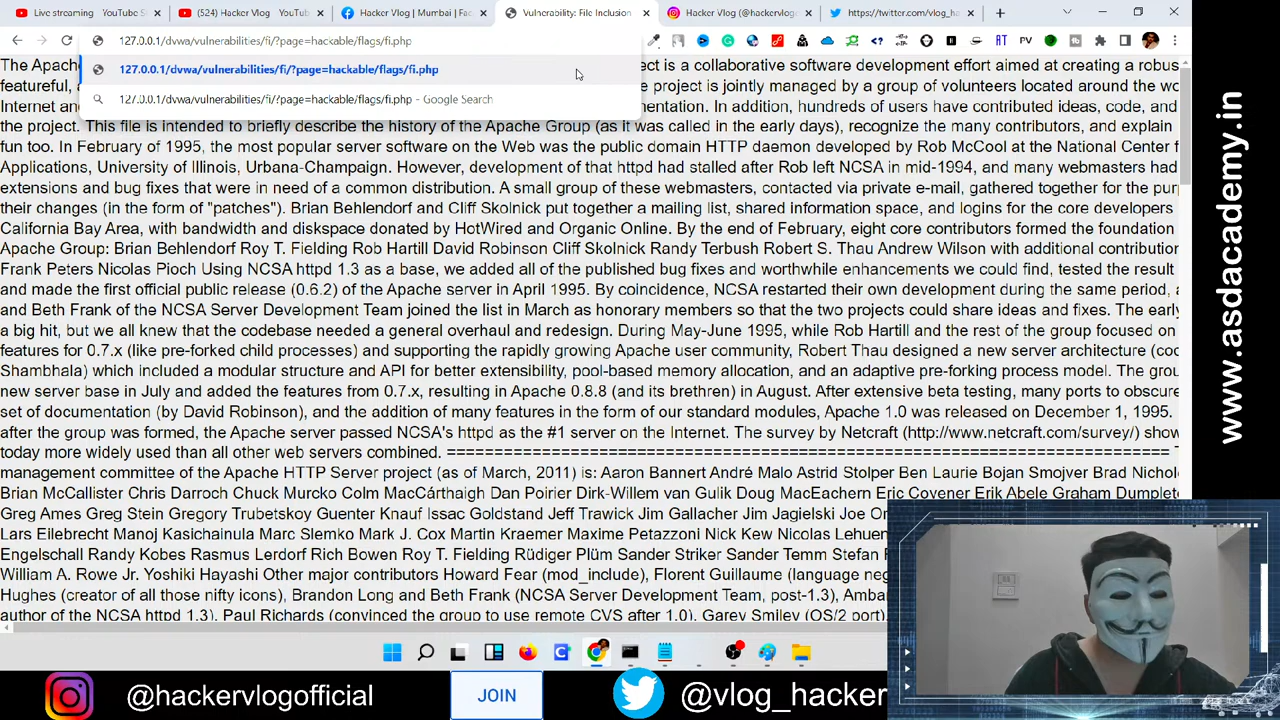 Live streaming
(524) Hacker Vlog - YouTub
Hacker Vlog | Mumbai | Fac
Vulnerability: File Inclusion
Hacker Vlog (@hackervlog
https://twitter.com/vlog_h
127.0.0.1/dvwa/vulnerabilities/fi/?page=hackable/flags/fi.php
127.0.0.1/dvwa/vulnerabilities/fi/?page=hackable/flags/fi.php
127.0.0.1/dvwa/vulnerabilities/fi/?page=hackable/flags/fi.php - Google Search
The Apach ect is a collaborative software development effort aimed at creating a robus
featureful, a project is jointly managed by a group of volunteers located around the wo
Internet and mentation. In addition, hundreds of users have contributed ideas, code, and
the project. This file is intended to briefly describe the history of the Apache Group (as it was called in the early days), recognize the many contributors, and explain
fun too. In February of 1995, the most popular server software on the Web was the public domain HTTP daemon developed by Rob McCool at the National Center f
Applications, University of Illinois, Urbana-Champaign. However, development of that httpd had stalled after Rob left NCSA in mid-1994, and many webmasters had
extensions and bug fixes that were in need of a common distribution. A small group of these webmasters, contacted via private e-mail, gathered together for the pur
their changes (in the form of "patches"). Brian Behlendorf and Cliff Skolnick put together a mailing list, shared information space, and logins for the core developers
California Bay Area, with bandwidth and diskspace donated by HotWired and Organic Online. By the end of February, eight core contributors formed the foundation
Apache Group: Brian Behlendorf Roy T. Fielding Rob Hartill David Robinson Cliff Skolnick Randy Terbush Robert S. Thau Andrew Wilson with additional contribution
Frank Peters Nicolas Pioch Using NCSA httpd 1.3 as a base, we added all of the published bug fixes and worthwhile enhancements we could find, tested the result
and made the first official public release (0.6.2) of the Apache server in April 1995. By coincidence, NCSA restarted their own development during the same period, a
and Beth Frank of the NCSA Server Development Team joined the list in March as honorary members so that the two projects could share ideas and fixes. The early
a big hit, but we all knew that the codebase needed a general overhaul and redesign. During May-June 1995, while Rob Hartill and the rest of the group focused on
features for 0.7.x (like pre-forked child processes) and supporting the rapidly growing Apache user community, Robert Thau designed a new server architecture (coc
Shambhala) which included a modular structure and API for better extensibility, pool-based memory allocation, and an adaptive pre-forking process model. The grou
new server base in July and added the features from 0.7.x, resulting in Apache 0.8.8 (and its brethren) in August. After extensive beta testing, many ports to obscure
set of documentation (by David Robinson), and the addition of many features in the form of our standard modules, Apache 1.0 was released on December 1, 1995.
after the group was formed, the Apache server passed NCSA's httpd as the #1 server on the Internet. The survey by Netcraft (http://www.netcraft.com/survey/) show
today more widely used than all other web servers combined. ======================================================================
management committee of the Apache HTTP Server project (as of March, 2011) is: Aaron Bannert André Malo Astrid Stolper Ben Laurie Bojan Smojver Brad Nichole
Brian McCallister Chris Darroch Chuck Murcko Colm MacCárthaigh Dan Poirier Dirk-Willem van Gulik Doug MacEachern Eric Covener Erik Abele Graham Dumplet
Greg Ames Greg Stein Gregory Trubetskoy Guenter Knauf Issac Goldstand Jeff Trawick Jim Gallacher Jim Jagielski Joe Or
Lars Eilebrecht Manoj Kasichainula Marc Slemko Mark J. Cox Martin Kraemer Maxime Petazzoni Nick Kew Nicolas Lehuen
Engelschall Randy Kobes Rasmus Lerdorf Rich Bowen Roy T. Fielding Rüdiger Plüm Sander Striker Sander Temm Stefan F
William A. Rowe Jr. Yoshiki Hayashi Other major contributors Howard Fear (mod_include), Florent Guillaume (language neg
Hughes (creator of all those nifty icons), Brandon Long and Beth Frank (NCSA Server Development Team, post-1.3), Amba
author of the NCSA httpd 1.3), Paul Richards (convinced the group to use remote CVS after 1.0), Garey Smiley (OS/2 port)
www.asdacademy.in
@hackervlogofficial
JOIN
@vlog_hacker